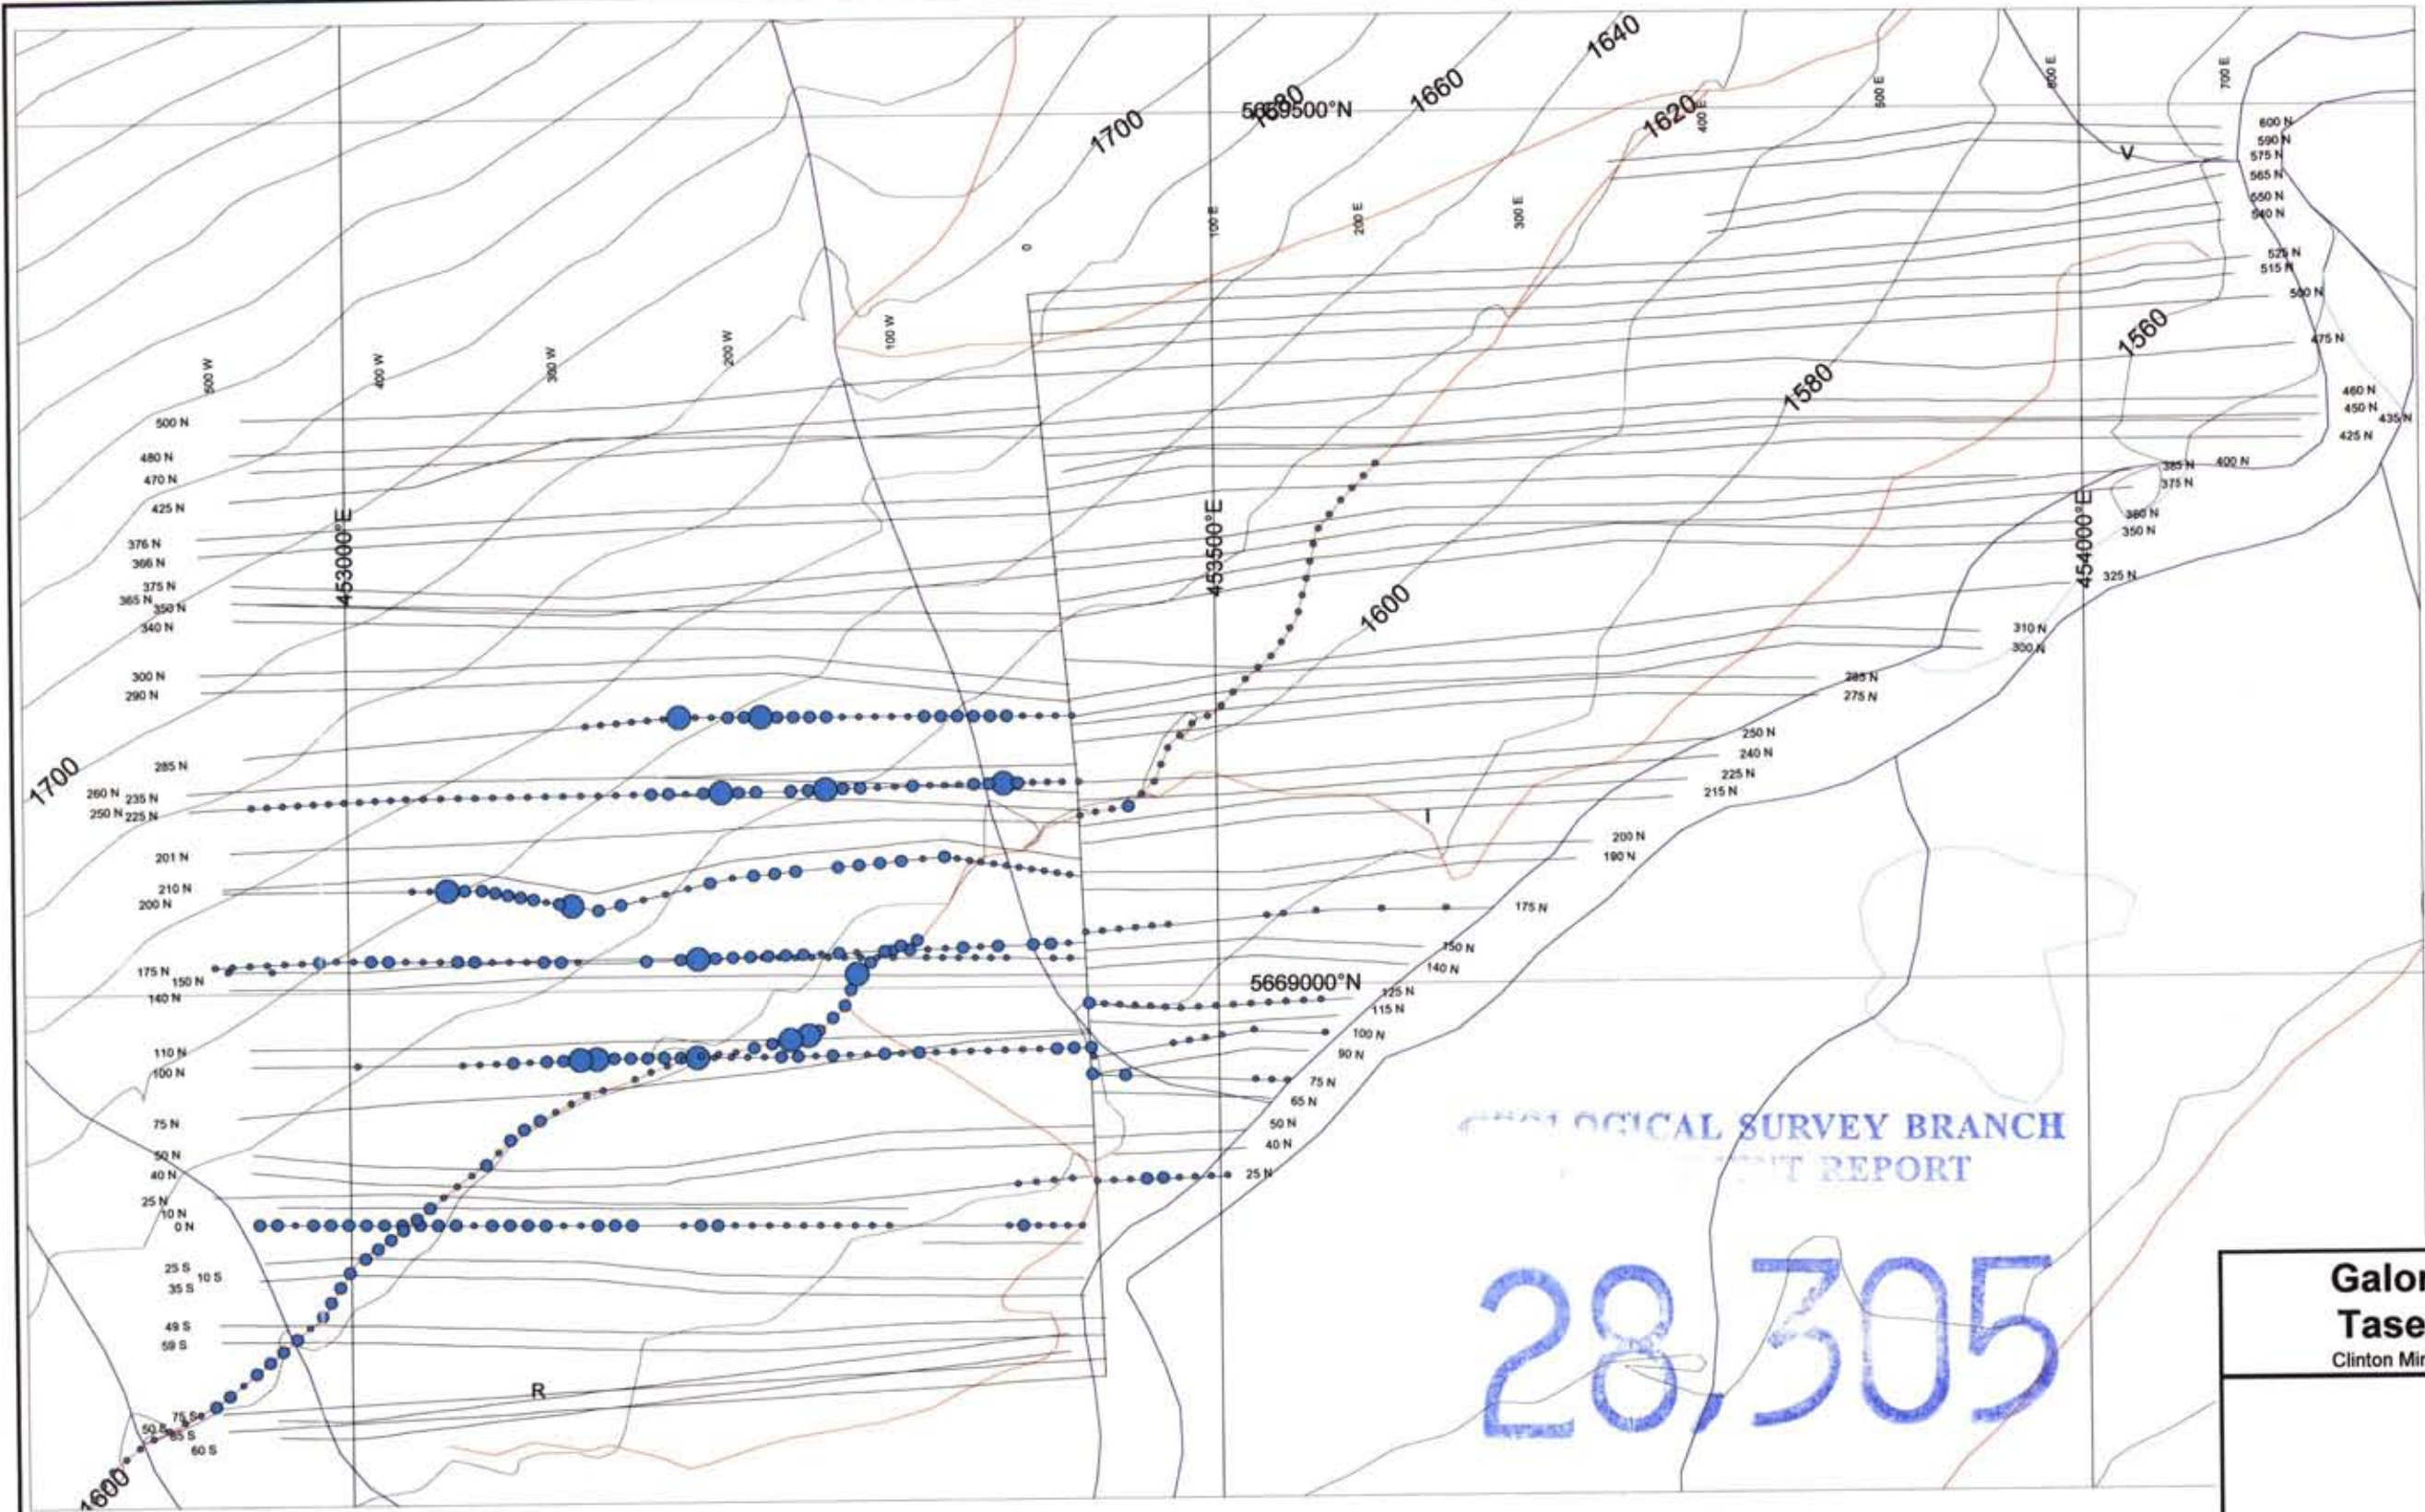 1640
1660
1680
5669500°N
1700
1620
400 E
500 E
600 E
700 E
600 N
590 N
575 N
V
565 N
550 N
540 N
100 E
200 E
300 E
0
525 N
515 N
500 N
475 N
1560
100 W
200 W
300 W
400 W
500 W
1580
460 N
450 N
435 N
425 N
500 N
480 N
470 N
425 N
385 N
400 N
375 N
360 N
350 N
453000°E
453500°E
454000°E
376 N
366 N
375 N
365 N
350 N
340 N
325 N
1600
310 N
300 N
300 N
290 N
285 N
275 N
250 N
240 N
225 N
215 N
1700
285 N
260 N 235 N
250 N 225 N
I
200 N
190 N
201 N
210 N
200 N
175 N
150 N
140 N
175 N
150 N
140 N
5669000°N
125 N
115 N
100 N
90 N
110 N
100 N
75 N
65 N
75 N
50 N
40 N
50 N
40 N
25 N
25 N
10 N
0 N
SURVEY BRANCH
REPORT
25 S
10 S
35 S
49 S
59 S
28,305
R
75 S
50 S
85 S
60 S
1600
Galor
Tase
Clinton Mir